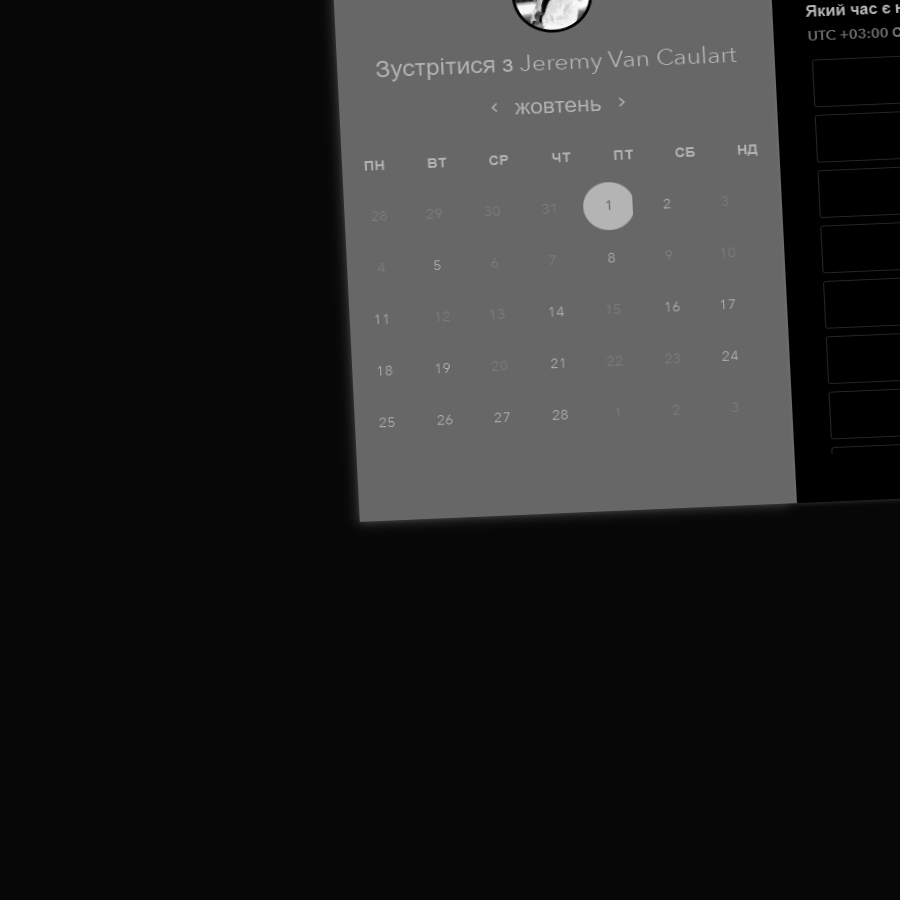 Зустрітися з Jeremy Van Caulart
‹ жовтень ›
ПН ВТ СР ЧТ ПТ СБ НД
28 29 30 31 1 2 3
4 5 6 7 8 9 10
11 12 13 14 15 16 17
18 19 20 21 22 23 24
25 26 27 28 1 2 3
Який час є
UTC +03:00